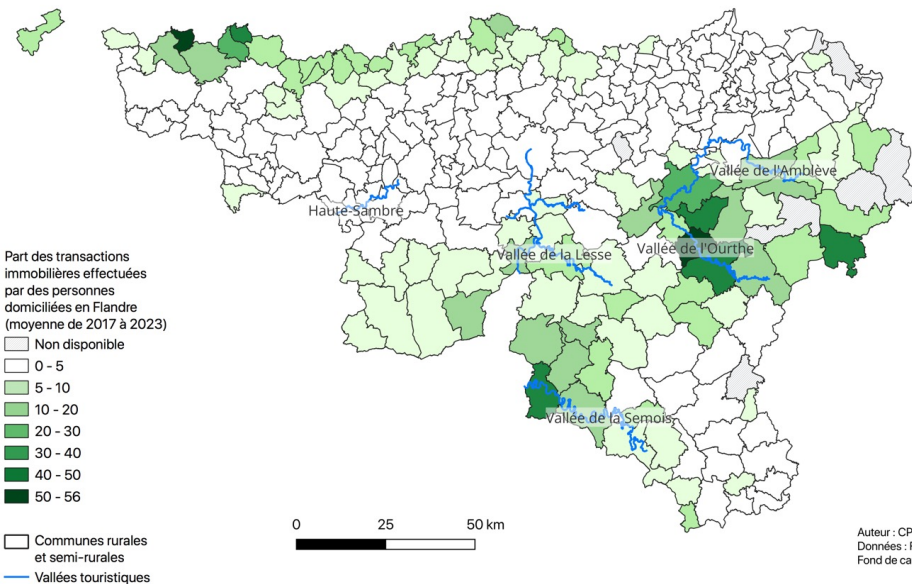 Vallée de l'Amblève
Haute-Sambre
Vallée de l'Ourthe
Vallée de la Lesse
Part des transactions
immobilières effectuées
par des personnes
domiciliées en Flandre
(moyenne de 2017 à 2023)
Non disponible
0 - 5
5 - 10
10 - 20
20 - 30
30 - 40
40 - 50
50 - 56
Vallée de la Semois
0 25 50 km
Communes rurales
et semi-rurales
Vallées touristiques
Auteur : CP
Données :
Fond de ca